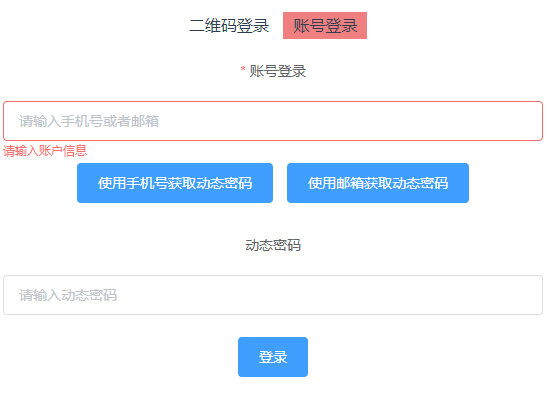 二维码登录 账号登录
* 账号登录
请输入手机号或者邮箱
请输入账户信息
使用手机号获取动态密码 使用邮箱获取动态密码
动态密码
请输入动态密码
登录